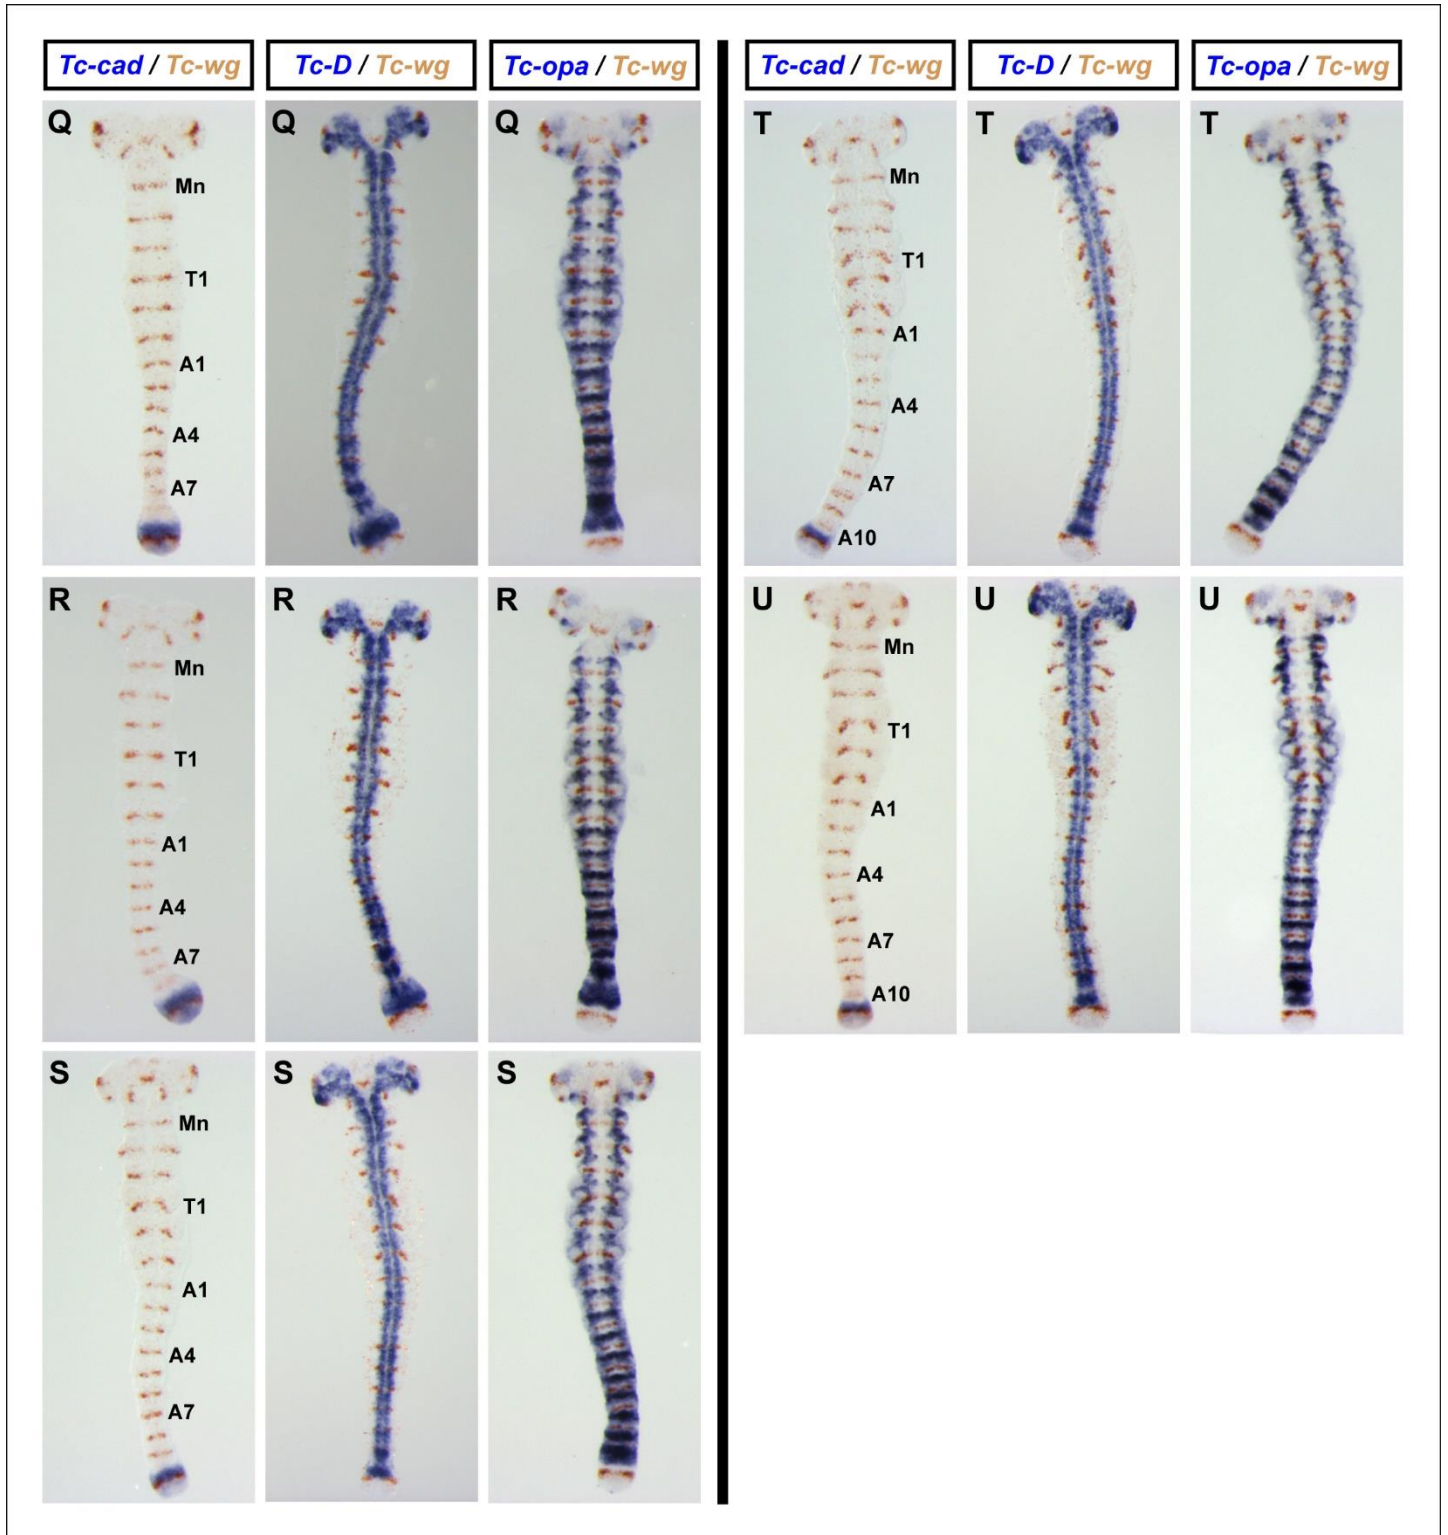 Tc-cad / Tc-wg
Tc-D / Tc-wg
Tc-opa / Tc-wg
Q
Mn
T1
A1
A4
A7
Q
Q
R
Mn
T1
A1
A4
A7
R
R
S
Mn
T1
A1
A4
A7
S
S
Tc-cad / Tc-wg
Tc-D / Tc-wg
Tc-opa / Tc-wg
T
Mn
T1
A1
A4
A7
A10
T
T
U
Mn
T1
A1
A4
A7
A10
U
U